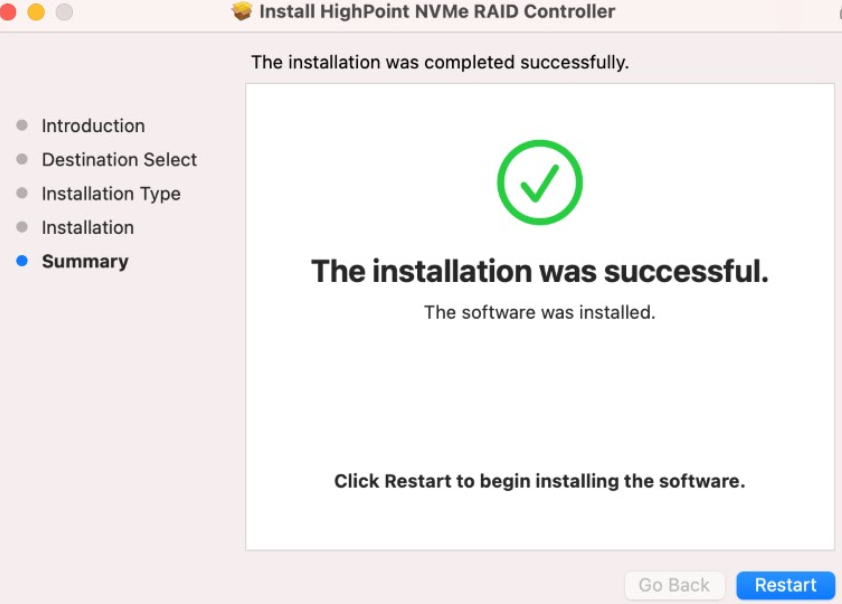 Install HighPoint NVMe RAID Controller
The installation was completed successfully.
Introduction
Destination Select
Installation Type
Installation
Summary
The installation was successful.
The software was installed.
Click Restart to begin installing the software.
Go Back
Restart